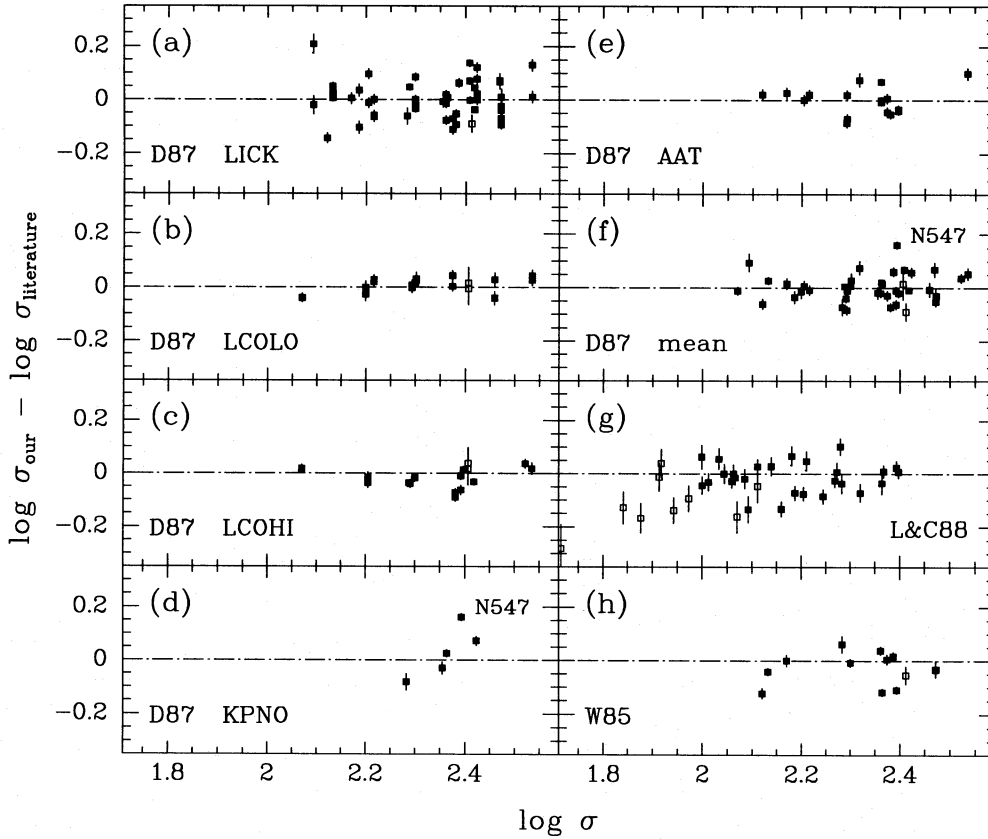 (a)
0.2
0
−0.2
D87 LICK
(e)
D87 AAT
(b)
0.2
0
−0.2
D87 LCOLO
(f)
N547
D87 mean
(c)
0.2
0
−0.2
D87 LCOHI
(g)
L&C88
(d)
0.2
N547
0
−0.2
D87 KPNO
(h)
W85
1.8 2 2.2 2.4 1.8 2 2.2 2.4
log σ
log σour − log σliterature